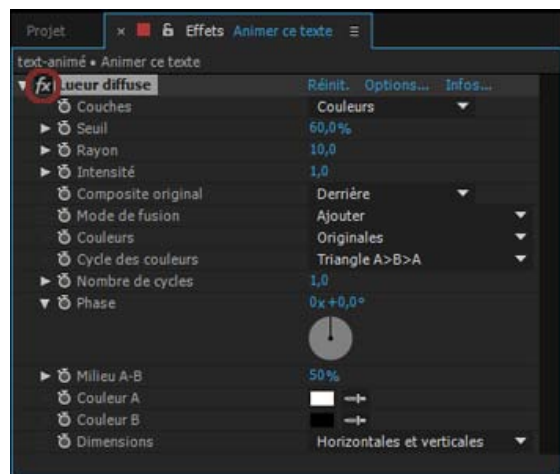 Projet × Effets Animer ce texte
text-animé • Animer ce texte
fx Lueur diffuse Réinit. Options... Infos...
Couches Couleurs
Seuil 60,0%
Rayon 10,0
Intensité 1,0
Composite original Derrière
Mode de fusion Ajouter
Couleurs Originales
Cycle des couleurs Triangle A>B>A
Nombre de cycles 1,0
Phase 0x+0,0°
Milieu A-B 50%
Couleur A
Couleur B
Dimensions Horizontales et verticales